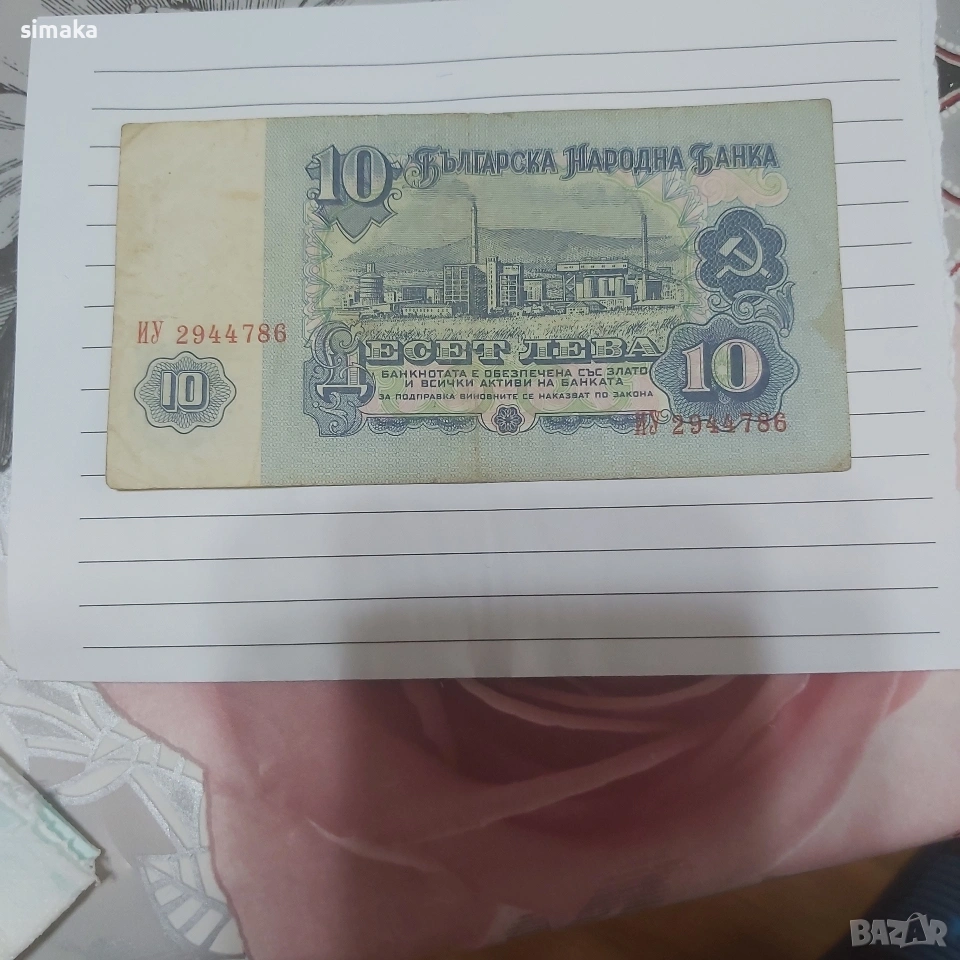 simaka
10 Българска Народна Банка
ИУ 2944786
10
ДЕСЕТ ЛЕВА
БАНКНОТАТА Е ОБЕЗПЕЧЕНА СЪС ЗЛАТО
И ВСИЧКИ АКТИВИ НА БАНКАТА
ЗА ПОДПРАВКА ВИНОВНИТЕ СЕ НАКАЗВАТ ПО ЗАКОНА
10
ИУ 2944786
BAZAR